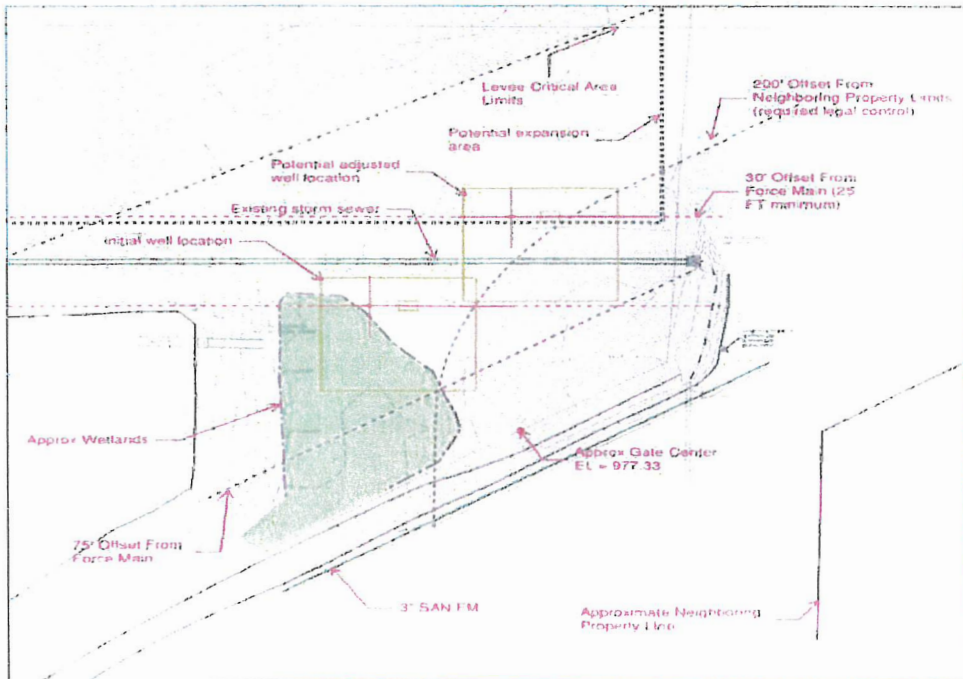 Levee Critical Area
Limits
200' Offset From
Neighboring Property Limits
(required legal control)
Potential expansion
area
Potential adjusted
well location
30' Offset From
Force Main (25
FT minimum)
Existing storm sewer
Initial well location
Approx Wetlands
Approx Gate Center
EL = 977.33
75' Offset From
Force Main
3" SAN FM
Approximate Neighboring
Property Line